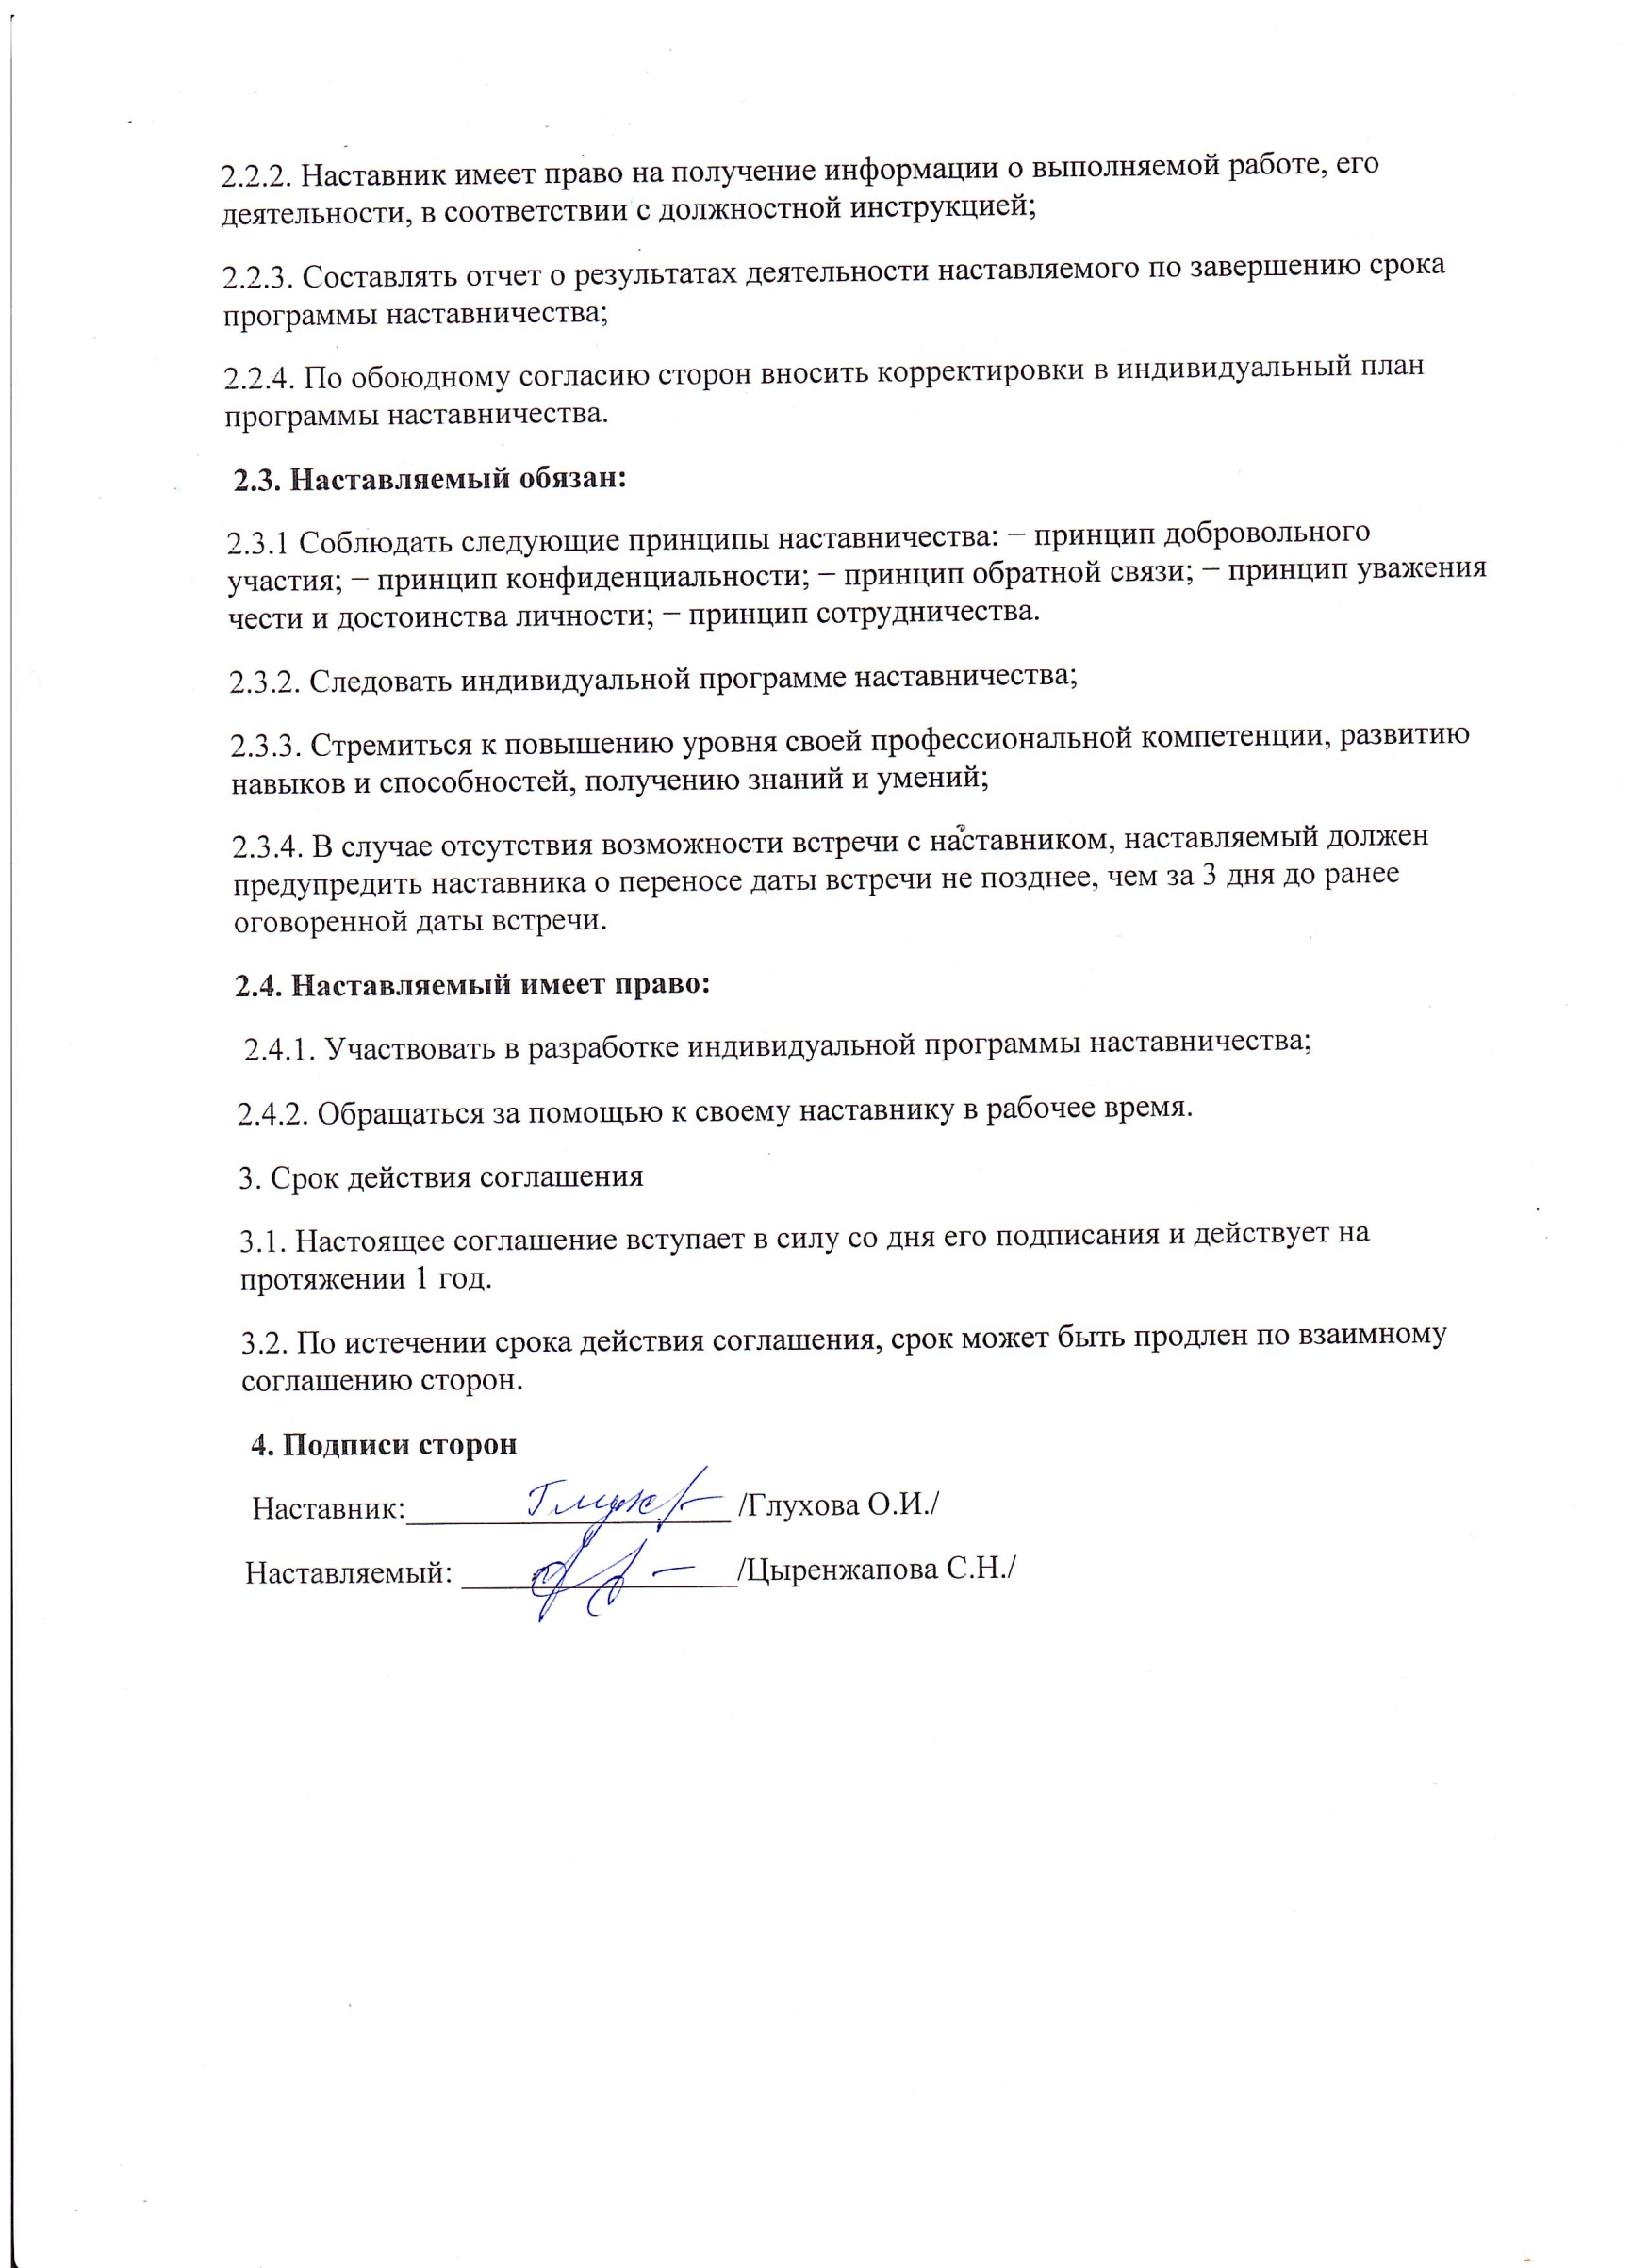 2.2.2. Наставник имеет право на получение информации о выполняемой работе, его
деятельности, в соответствии с должностной инструкцией;
2.2.3. Составлять отчет о результатах деятельности наставляемого по завершению срока
программы наставничества;
2.2.4. По обоюдному согласию сторон вносить корректировки в индивидуальный план
программы наставничества.
2.3. Наставляемый обязан:
2.3.1 Соблюдать следующие принципы наставничества: − принцип добровольного
участия; − принцип конфиденциальности; − принцип обратной связи; − принцип уважения
чести и достоинства личности; − принцип сотрудничества.
2.3.2. Следовать индивидуальной программе наставничества;
2.3.3. Стремиться к повышению уровня своей профессиональной компетенции, развитию
навыков и способностей, получению знаний и умений;
2.3.4. В случае отсутствия возможности встречи с наставником, наставляемый должен
предупредить наставника о переносе даты встречи не позднее, чем за 3 дня до ранее
оговоренной даты встречи.
2.4. Наставляемый имеет право:
2.4.1. Участвовать в разработке индивидуальной программы наставничества;
2.4.2. Обращаться за помощью к своему наставнику в рабочее время.
3. Срок действия соглашения
3.1. Настоящее соглашение вступает в силу со дня его подписания и действует на
протяжении 1 год.
3.2. По истечении срока действия соглашения, срок может быть продлен по взаимному
соглашению сторон.
4. Подписи сторон
Наставник: /Глухова О.И./
Наставляемый: /Цыренжапова С.Н./